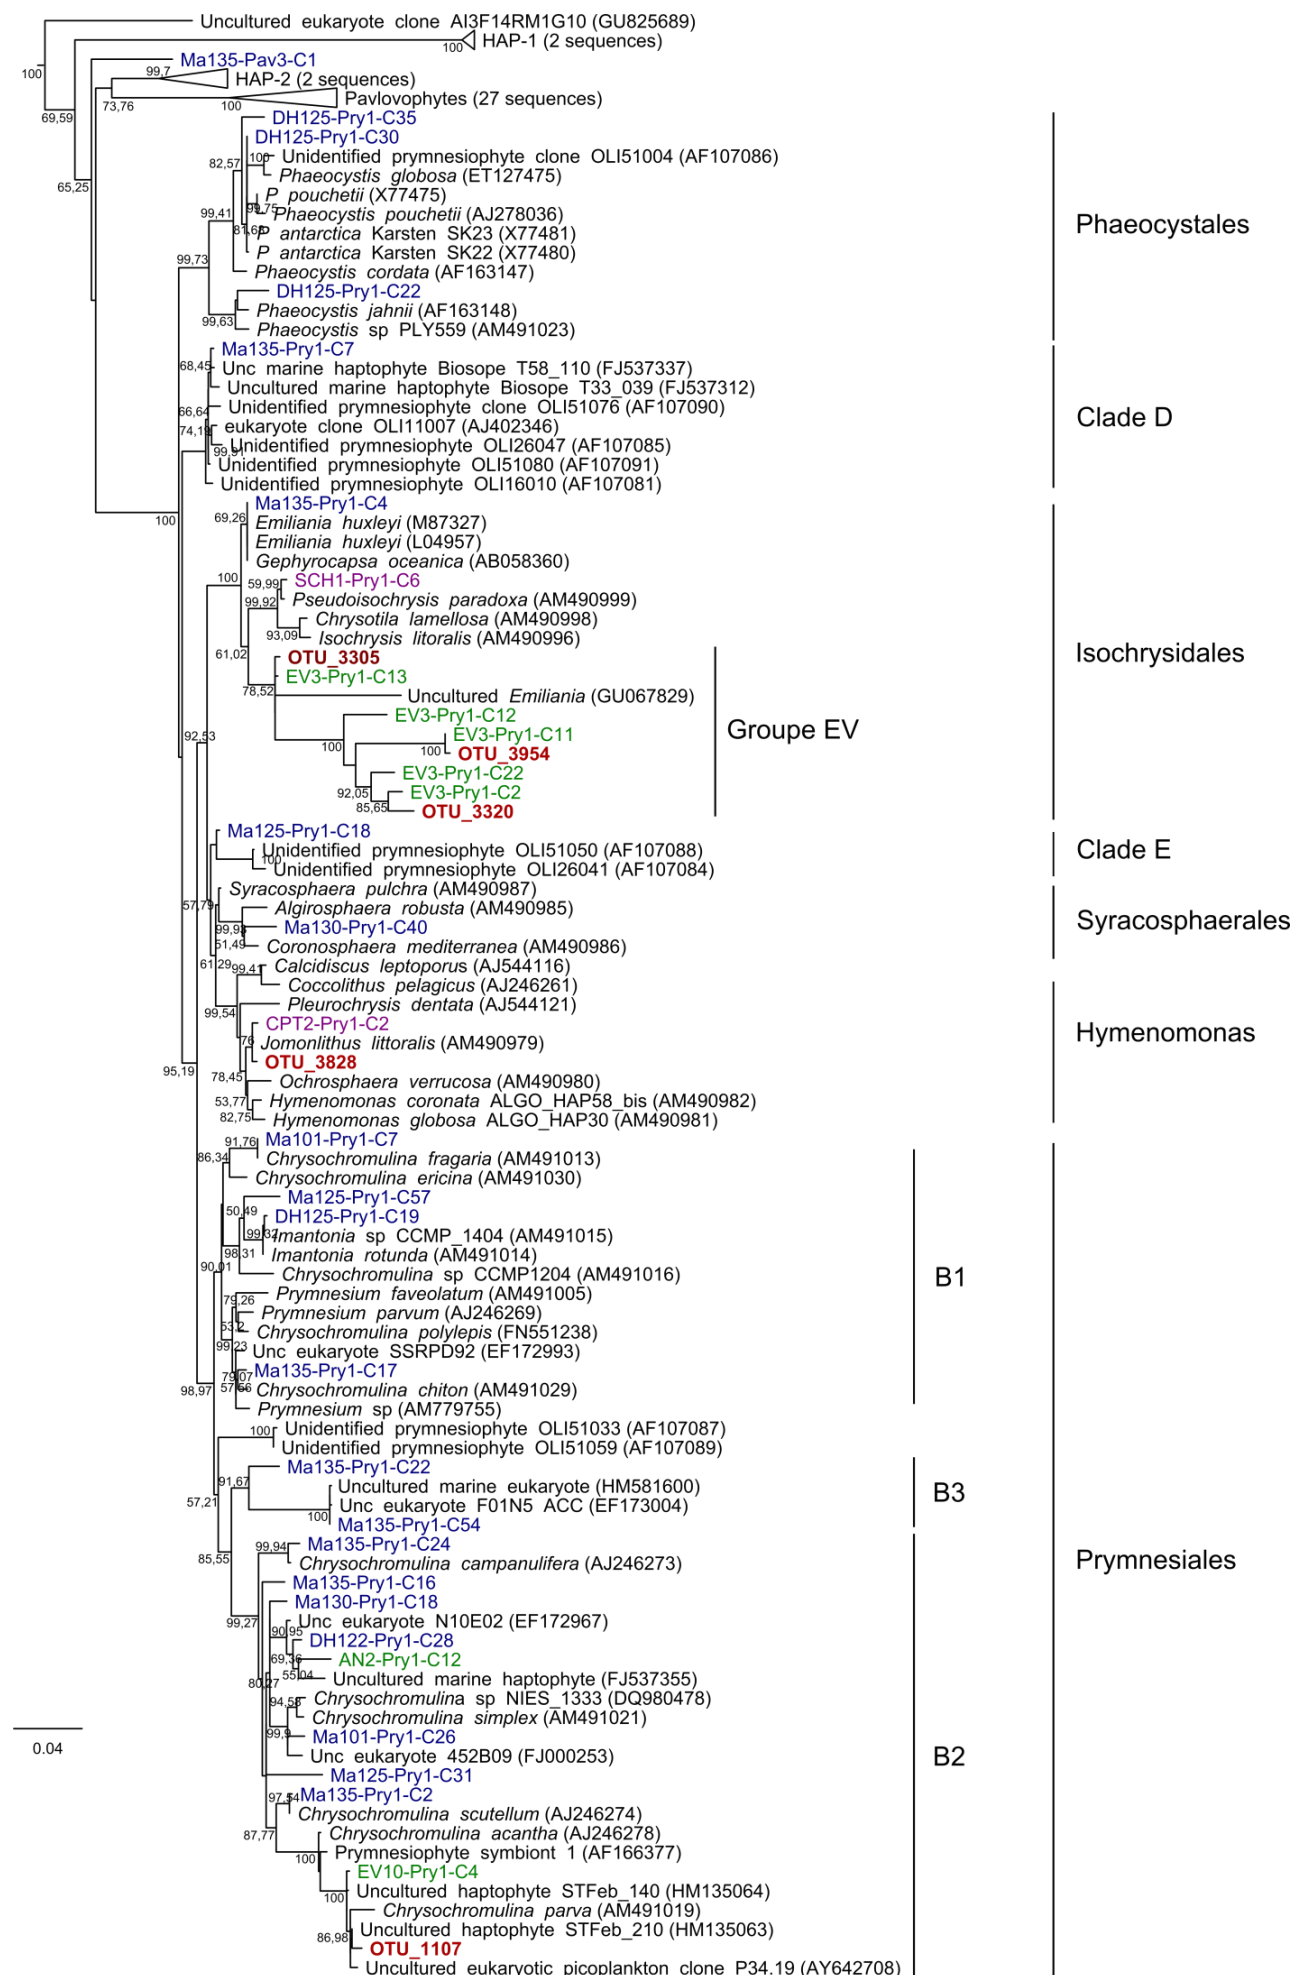 Uncultured eukaryote clone AI3F14RM1G10 (GU825689)
HAP-1 (2 sequences)
100
Ma135-Pav3-C1
100
99,7
HAP-2 (2 sequences)
73,76
100
Pavlovophytes (27 sequences)
69,59
DH125-Pry1-C35
DH125-Pry1-C30
100
Unidentified prymnesiophyte clone OLI51004 (AF107086)
82,57
Phaeocystis globosa (ET127475)
65,25
P pouchetii (X77475)
99,75
Phaeocystis pouchetii (AJ278036)
99,41
Phaeocystales
P antarctica Karsten SK23 (X77481)
P antarctica Karsten SK22 (X77480)
99,73
Phaeocystis cordata (AF163147)
DH125-Pry1-C22
Phaeocystis jahnii (AF163148)
99,63
Phaeocystis sp PLY559 (AM491023)
Ma135-Pry1-C7
68,45
Unc marine haptophyte Biosope T58_110 (FJ537337)
Uncultured marine haptophyte Biosope T33_039 (FJ537312)
66,64
Unidentified prymnesiophyte clone OLI51076 (AF107090)
Clade D
74,19
eukaryote clone OLI11007 (AJ402346)
Unidentified prymnesiophyte OLI26047 (AF107085)
99,91
Unidentified prymnesiophyte OLI51080 (AF107091)
Unidentified prymnesiophyte OLI16010 (AF107081)
Ma135-Pry1-C4
100
69,26
Emiliania huxleyi (M87327)
Emiliania huxleyi (L04957)
Gephyrocapsa oceanica (AB058360)
100
59,99
SCH1-Pry1-C6
99,92
Pseudoisochrysis paradoxa (AM490999)
Chrysotila lamellosa (AM490998)
93,09
Isochrysis litoralis (AM490996)
61,02
OTU_3305
Isochrysidales
EV3-Pry1-C13
78,52
Uncultured Emiliania (GU067829)
EV3-Pry1-C12
Groupe EV
92,53
EV3-Pry1-C11
100
100
OTU_3954
EV3-Pry1-C22
92,05
EV3-Pry1-C2
85,65
OTU_3320
Ma125-Pry1-C18
Unidentified prymnesiophyte OLI51050 (AF107088)
Clade E
100
Unidentified prymnesiophyte OLI26041 (AF107084)
Syracosphaera pulchra (AM490987)
57,79
Algirosphaera robusta (AM490985)
Syracosphaerales
99,93
Ma130-Pry1-C40
51,49
Coronosphaera mediterranea (AM490986)
61,29
99,41
Calcidiscus leptoporus (AJ544116)
Coccolithus pelagicus (AJ246261)
99,54
Pleurochrysis dentata (AJ544121)
CPT2-Pry1-C2
Hymenomonas
76
Jomonlithus littoralis (AM490979)
OTU_3828
95,19
78,45
Ochrosphaera verrucosa (AM490980)
53,77
Hymenomonas coronata ALGO_HAP58_bis (AM490982)
82,75
Hymenomonas globosa ALGO_HAP30 (AM490981)
91,76
Ma101-Pry1-C7
86,34
Chrysochromulina fragaria (AM491013)
Chrysochromulina ericina (AM491030)
Ma125-Pry1-C57
50,49
DH125-Pry1-C19
99,32
Imantonia sp CCMP_1404 (AM491015)
98,31
Imantonia rotunda (AM491014)
90,01
Chrysochromulina sp CCMP1204 (AM491016)
B1
79,26
Prymnesium faveolatum (AM491005)
Prymnesium parvum (AJ246269)
53,2
Chrysochromulina polylepis (FN551238)
99,23
Unc eukaryote SSRPD92 (EF172993)
79,07
Ma135-Pry1-C17
98,97
57,56
Chrysochromulina chiton (AM491029)
Prymnesium sp (AM779755)
100
Unidentified prymnesiophyte OLI51033 (AF107087)
Unidentified prymnesiophyte OLI51059 (AF107089)
Ma135-Pry1-C22
91,67
Uncultured marine eukaryote (HM581600)
B3
57,21
Unc eukaryote F01N5 ACC (EF173004)
100
Ma135-Pry1-C54
99,94
Ma135-Pry1-C24
85,55
Chrysochromulina campanulifera (AJ246273)
Prymnesiales
Ma135-Pry1-C16
Ma130-Pry1-C18
99,27
Unc eukaryote N10E02 (EF172967)
90,95
DH122-Pry1-C28
69,36
AN2-Pry1-C12
55,04
Uncultured marine haptophyte (FJ537355)
80,27
94,58
Chrysochromulina sp NIES_1333 (DQ980478)
Chrysochromulina simplex (AM491021)
99,9
Ma101-Pry1-C26
0.04
Unc eukaryote 452B09 (FJ000253)
B2
Ma125-Pry1-C31
97,54
Ma135-Pry1-C2
Chrysochromulina scutellum (AJ246274)
87,77
Chrysochromulina acantha (AJ246278)
100
Prymnesiophyte symbiont 1 (AF166377)
EV10-Pry1-C4
100
Uncultured haptophyte STFeb_140 (HM135064)
Chrysochromulina parva (AM491019)
Uncultured haptophyte STFeb_210 (HM135063)
86,98
OTU_1107
Uncultured eukaryotic picoplankton clone P34.19 (AY642708)